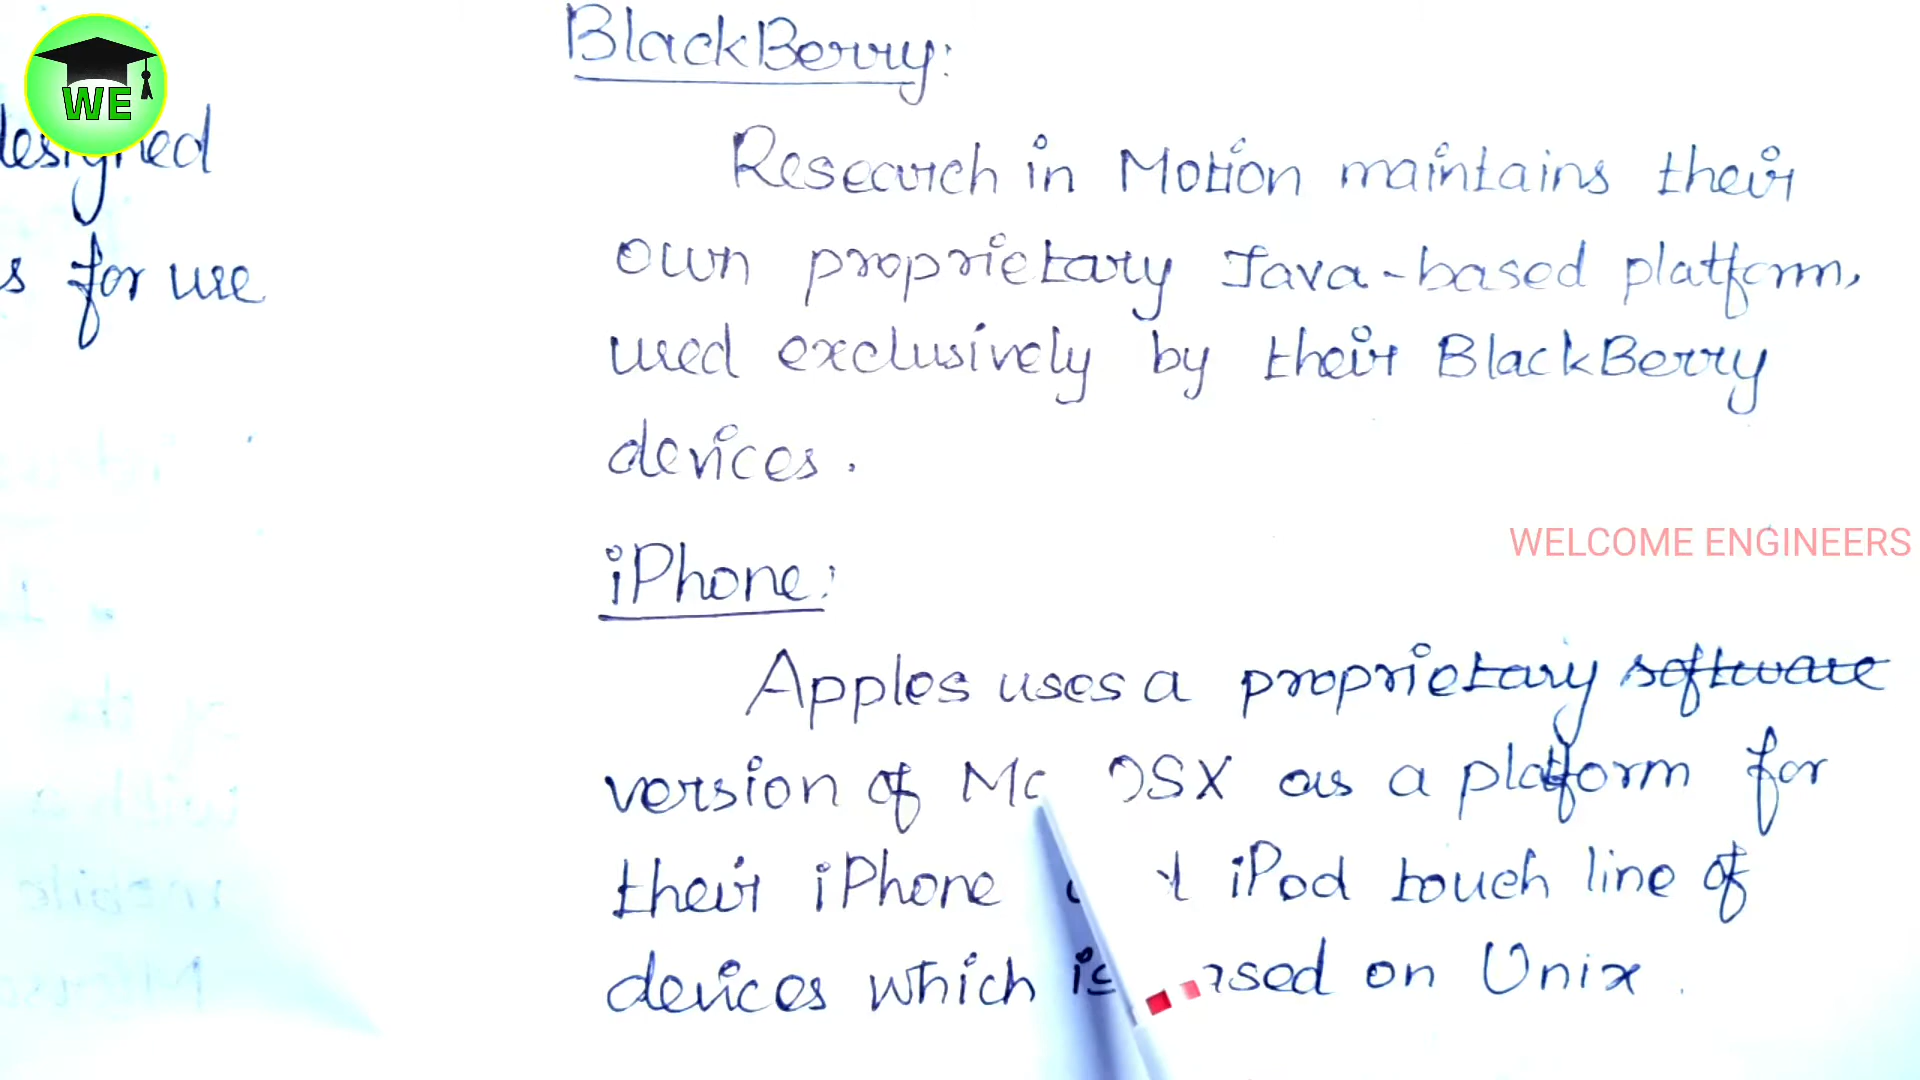 WE
designed
s for use
BlackBerry:
Research in Motion maintains their
own proprietary Java-based platform,
used exclusively by their BlackBerry
devices.
WELCOME ENGINEERS
iPhone:
Apples uses a proprietary software
version of OSX as a platform for
their iPhone iPod touch line of
devices which is on Unix.